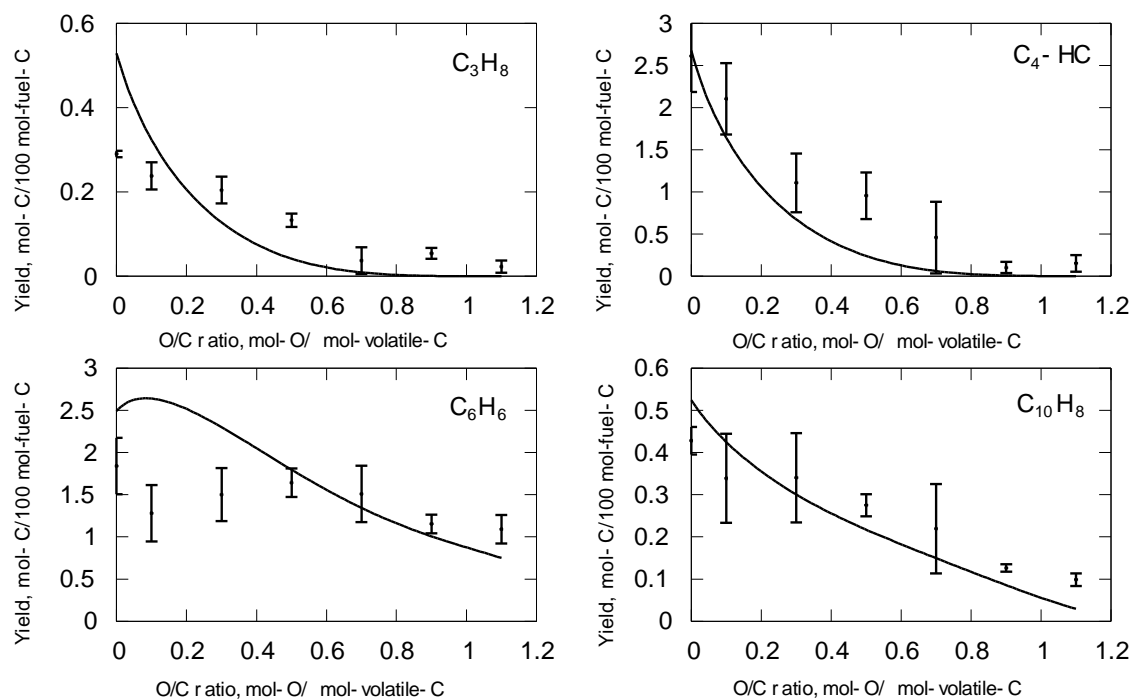 Yield, mol- C/100 mol-fuel- C
0.6
0.4
0.2
0
C3H8
0 0.2 0.4 0.6 0.8 1 1.2
O/C r atio, mol- O/ mol- volatile- C
Yield, mol- C/100 mol-fuel- C
3
2.5
2
1.5
1
0.5
0
C4- HC
0 0.2 0.4 0.6 0.8 1 1.2
O/C r atio, mol- O/ mol- volatile- C
Yield, mol- C/100 mol-fuel- C
3
2.5
2
1.5
1
0.5
0
C6H6
0 0.2 0.4 0.6 0.8 1 1.2
O/C r atio, mol- O/ mol- volatile- C
Yield, mol- C/100 mol-fuel- C
0.6
0.5
0.4
0.3
0.2
0.1
0
C10H8
0 0.2 0.4 0.6 0.8 1 1.2
O/C r atio, mol- O/ mol- volatile- C